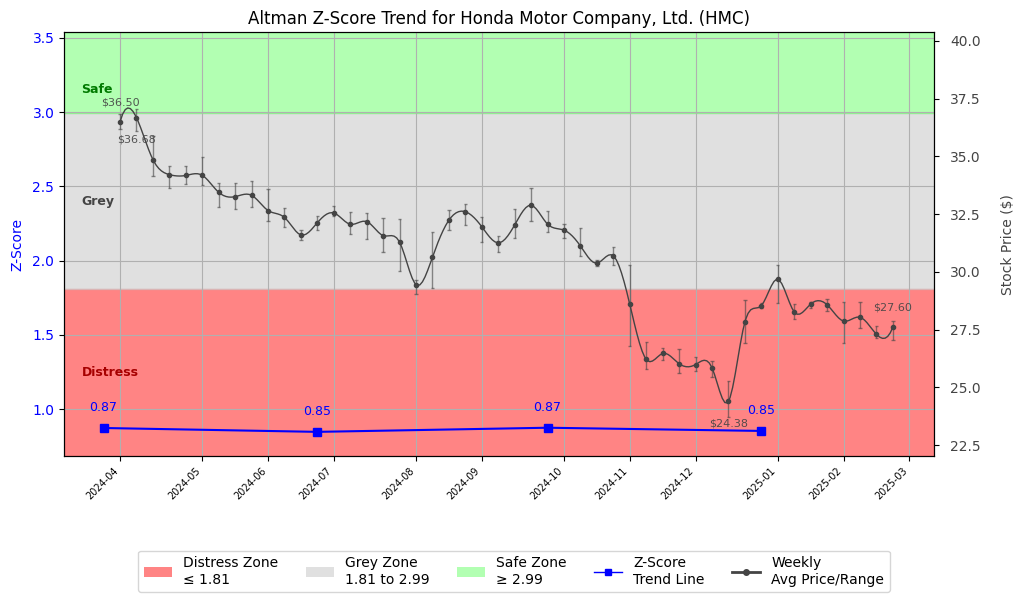 Altman Z-Score Trend for Honda Motor Company, Ltd. (HMC)
3.5
3.0
2.5
2.0
1.5
1.0
Z-Score
40.0
37.5
35.0
32.5
30.0
27.5
25.0
22.5
Stock Price ($)
Safe
Grey
Distress
$36.50
$36.68
$27.60
$24.38
0.87
0.85
0.87
0.85
2024-04
2024-05
2024-06
2024-07
2024-08
2024-09
2024-10
2024-11
2024-12
2025-01
2025-02
2025-03
Distress Zone
≤ 1.81
Grey Zone
1.81 to 2.99
Safe Zone
≥ 2.99
Z-Score
Trend Line
Weekly
Avg Price/Range